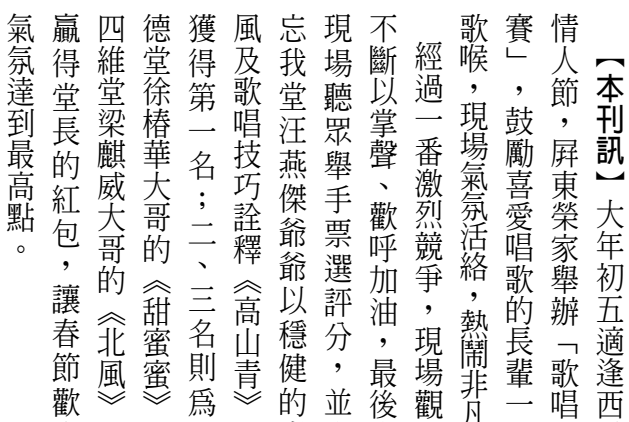 【本刊訊】大年初五適逢西
情人節，屏東榮家舉辦「歌唱
賽」，鼓勵喜愛唱歌的長輩一
歌喉，現場氣氛活絡，熱鬧非凡
經過一番激烈競爭，現場觀
不斷以掌聲、歡呼加油，最後
現場聽眾舉手票選評分，並
忘我堂汪燕傑爺爺以穩健的
風及歌唱技巧詮釋《高山青》
獲得第一名；二、三名則為
德堂徐椿華大哥的《甜蜜蜜》
四維堂梁麒威大哥的《北風》
贏得堂長的紅包，讓春節歡
氣氛達到最高點。